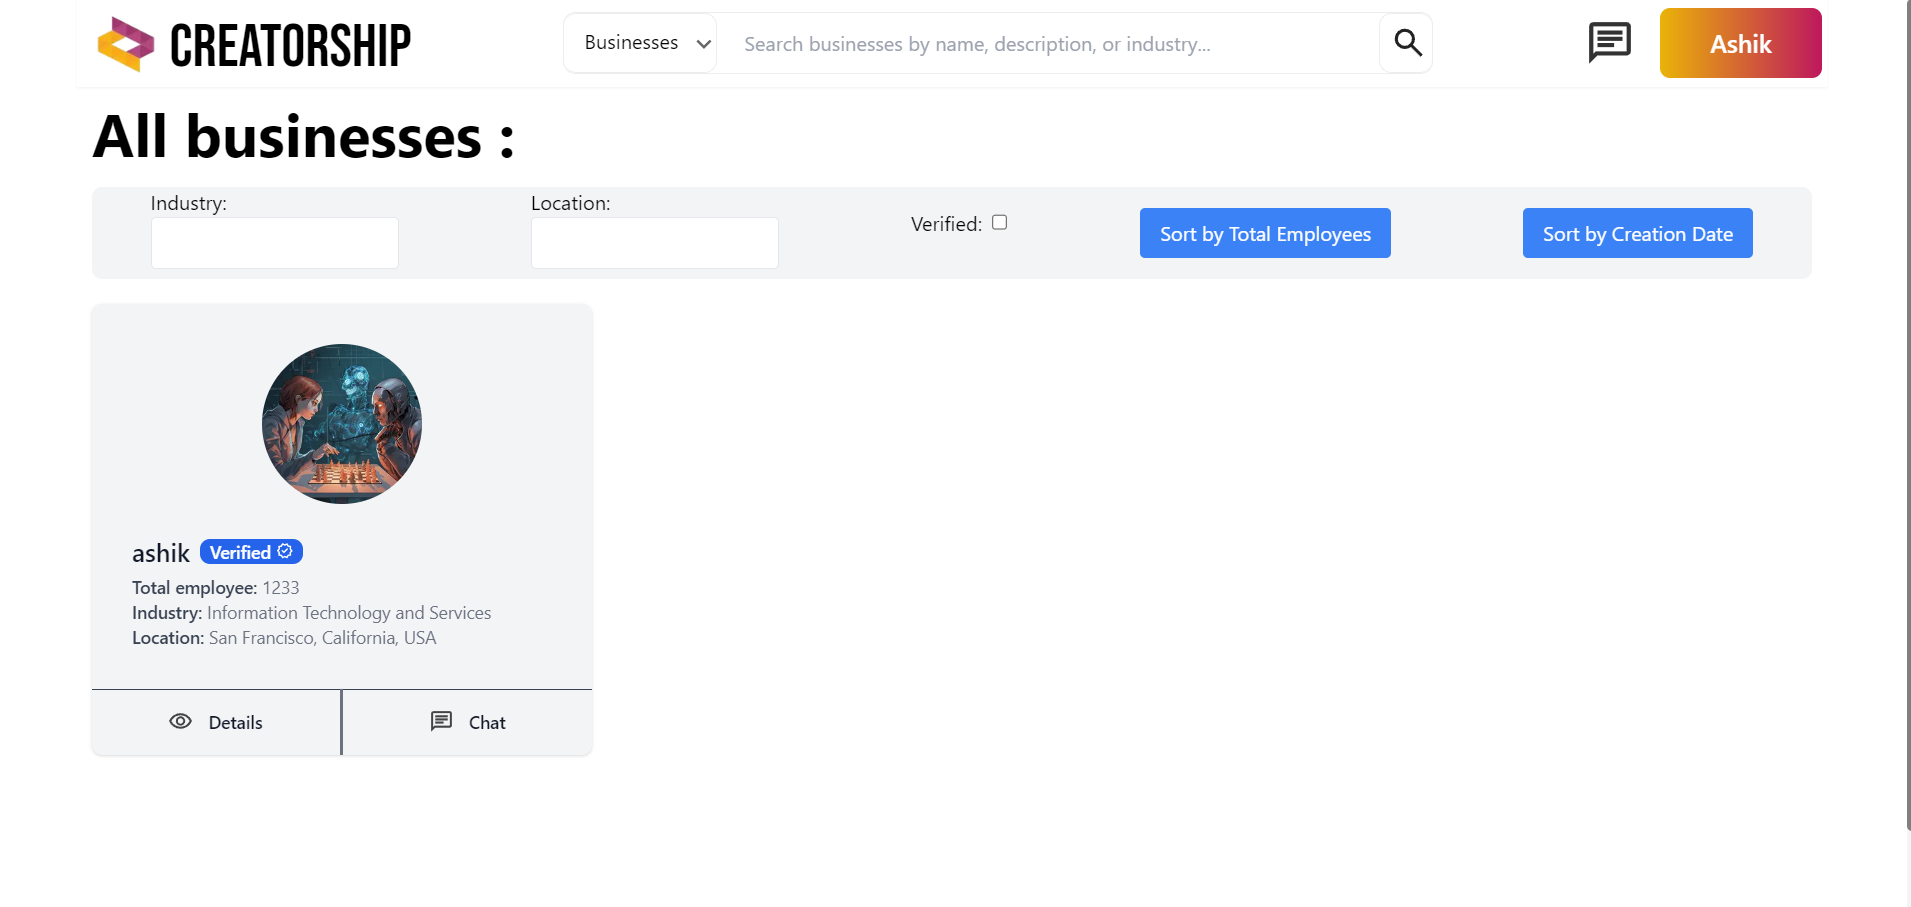 CREATORSHIP
Businesses
Search businesses by name, description, or industry...
Ashik
All businesses :
Industry:
Location:
Verified:
Sort by Total Employees
Sort by Creation Date
ashik Verified
Total employee: 1233
Industry: Information Technology and Services
Location: San Francisco, California, USA
Details
Chat